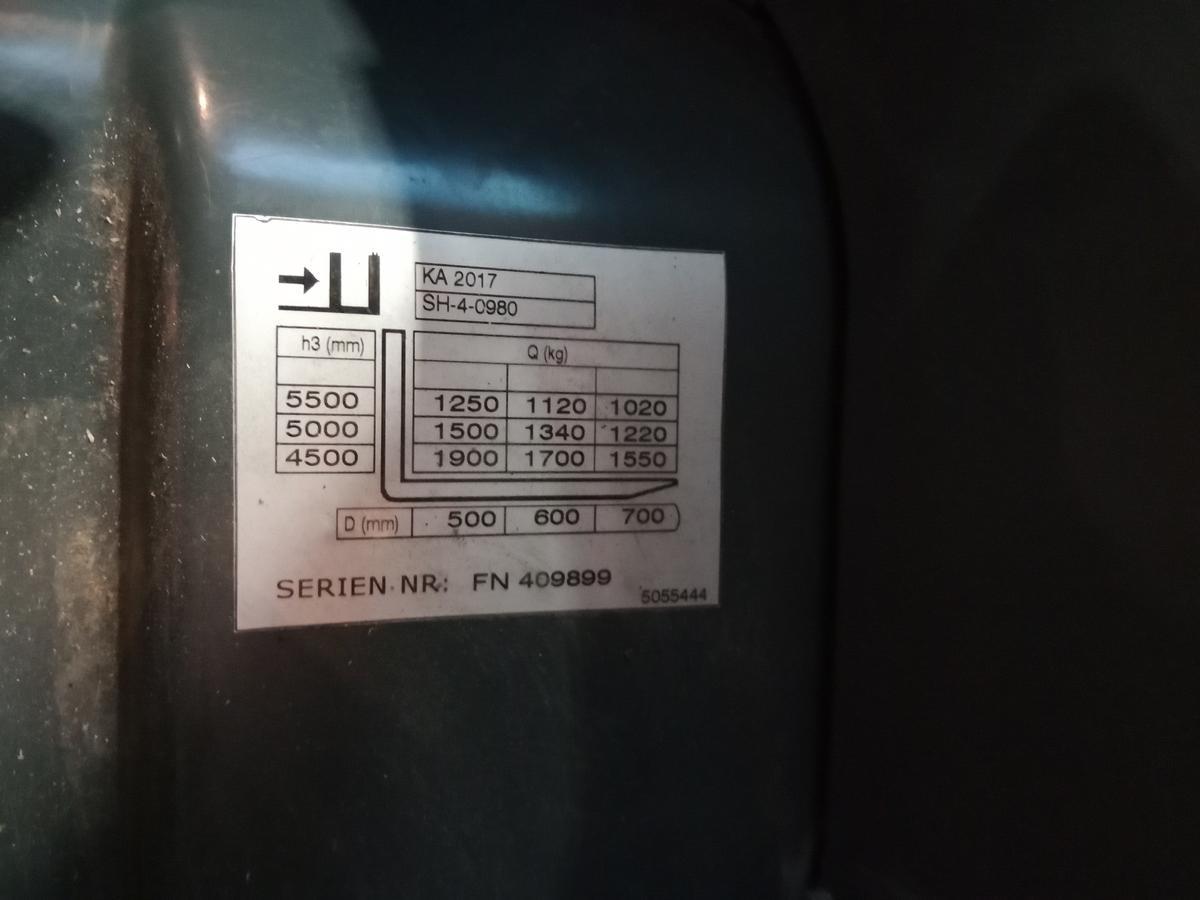 KA 2017
SH-4-0980
h3 (mm) Q (kg)
5500 1250 1120 1020
5000 1500 1340 1220
4500 1900 1700 1550
D (mm) 500 600 700
SERIEN NR: FN 409899
5055444